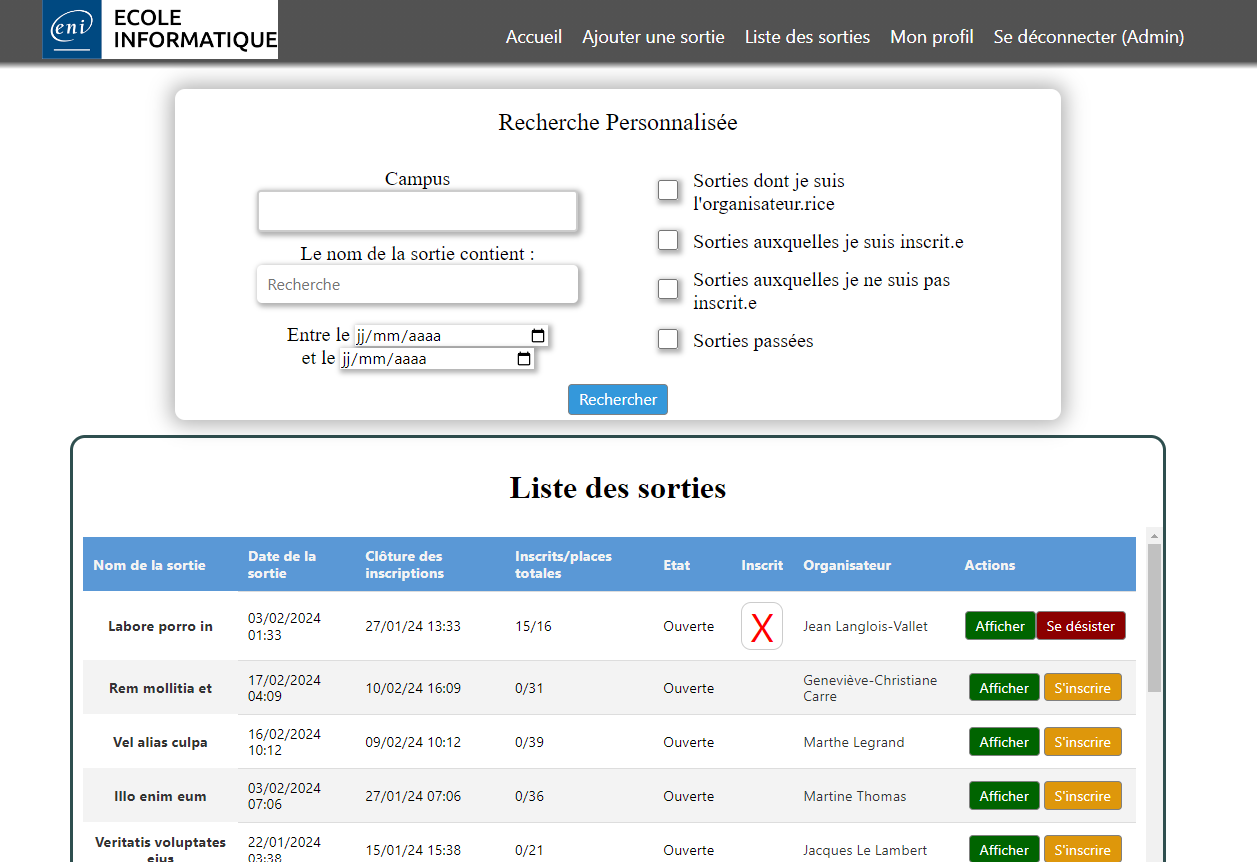 eni
ECOLE
INFORMATIQUE
Accueil Ajouter une sortie Liste des sorties Mon profil Se déconnecter (Admin)
Recherche Personnalisée
Campus
Le nom de la sortie contient :
Recherche
Entre le jj/mm/aaaa
et le jj/mm/aaaa
Sorties dont je suis
l'organisateur.rice
Sorties auxquelles je suis inscrit.e
Sorties auxquelles je ne suis pas
inscrit.e
Sorties passées
Rechercher
Liste des sorties
Nom de la sortie Date de la sortie Clôture des inscriptions Inscrits/places totales Etat Inscrit Organisateur Actions
Labore porro in 03/02/2024 01:33 27/01/24 13:33 15/16 Ouverte X Jean Langlois-Vallet Afficher Se désister
Rem mollitia et 17/02/2024 04:09 10/02/24 16:09 0/31 Ouverte Geneviève-Christiane Carre Afficher S'inscrire
Vel alias culpa 16/02/2024 10:12 09/02/24 10:12 0/39 Ouverte Marthe Legrand Afficher S'inscrire
Illo enim eum 03/02/2024 07:06 27/01/24 07:06 0/36 Ouverte Martine Thomas Afficher S'inscrire
Veritatis voluptates eius 22/01/2024 03:38 15/01/24 15:38 0/21 Ouverte Jacques Le Lambert Afficher S'inscrire